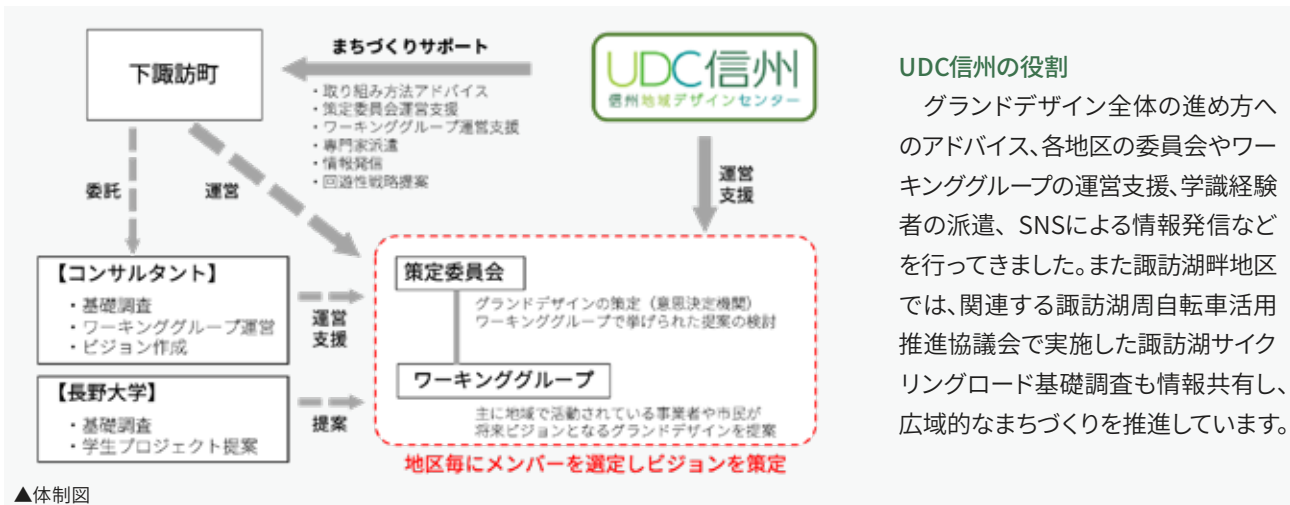 下諏訪町
まちづくりサポート
・取り組み方法アドバイス
・策定委員会運営支援
・ワーキンググループ運営支援
・専門家派遣
・情報発信
・回遊性戦略提案
UDC信州
信州地域デザインセンター
委託
運営
運営
支援
【コンサルタント】
・基礎調査
・ワーキンググループ運営
・ビジョン作成
運営
支援
【長野大学】
・基礎調査
・学生プロジェクト提案
提案
策定委員会
グランドデザインの策定（意思決定機関）
ワーキンググループで挙げられた提案の検討
ワーキンググループ
主に地域で活動されている事業者や市民が
将来ビジョンとなるグランドデザインを提案
地区毎にメンバーを選定しビジョンを策定
▲体制図
UDC信州の役割
グランドデザイン全体の進め方へ
のアドバイス、各地区の委員会やワー
キンググループの運営支援、学識経験
者の派遣、SNSによる情報発信など
を行ってきました。また諏訪湖畔地区
では、関連する諏訪湖周自転車活用
推進協議会で実施した諏訪湖サイク
リングロード基礎調査も情報共有し、
広域的なまちづくりを推進しています。